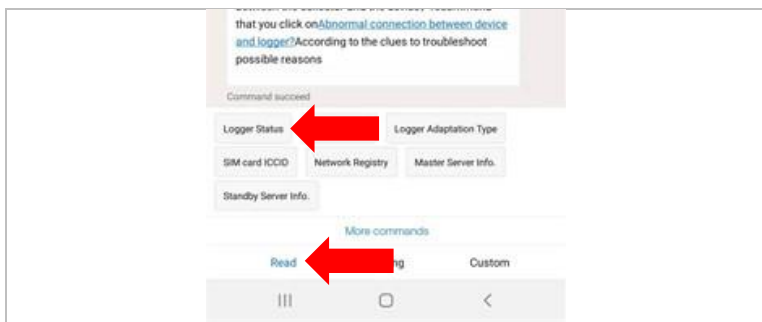 that you click onAbnormal connection between device
and logger?According to the clues to troubleshoot
possible reasons
Command succeed
Logger Status Logger Adaptation Type
SIM card ICCID Network Registry Master Server Info.
Standby Server Info.
More commands
Read ng Custom